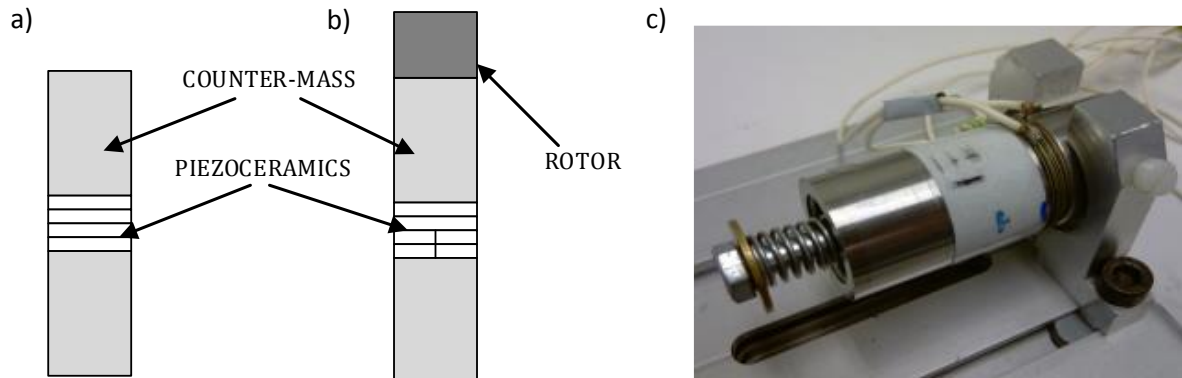 a)
b)
c)
COUNTER-MASS
PIEZOCERAMICS
ROTOR